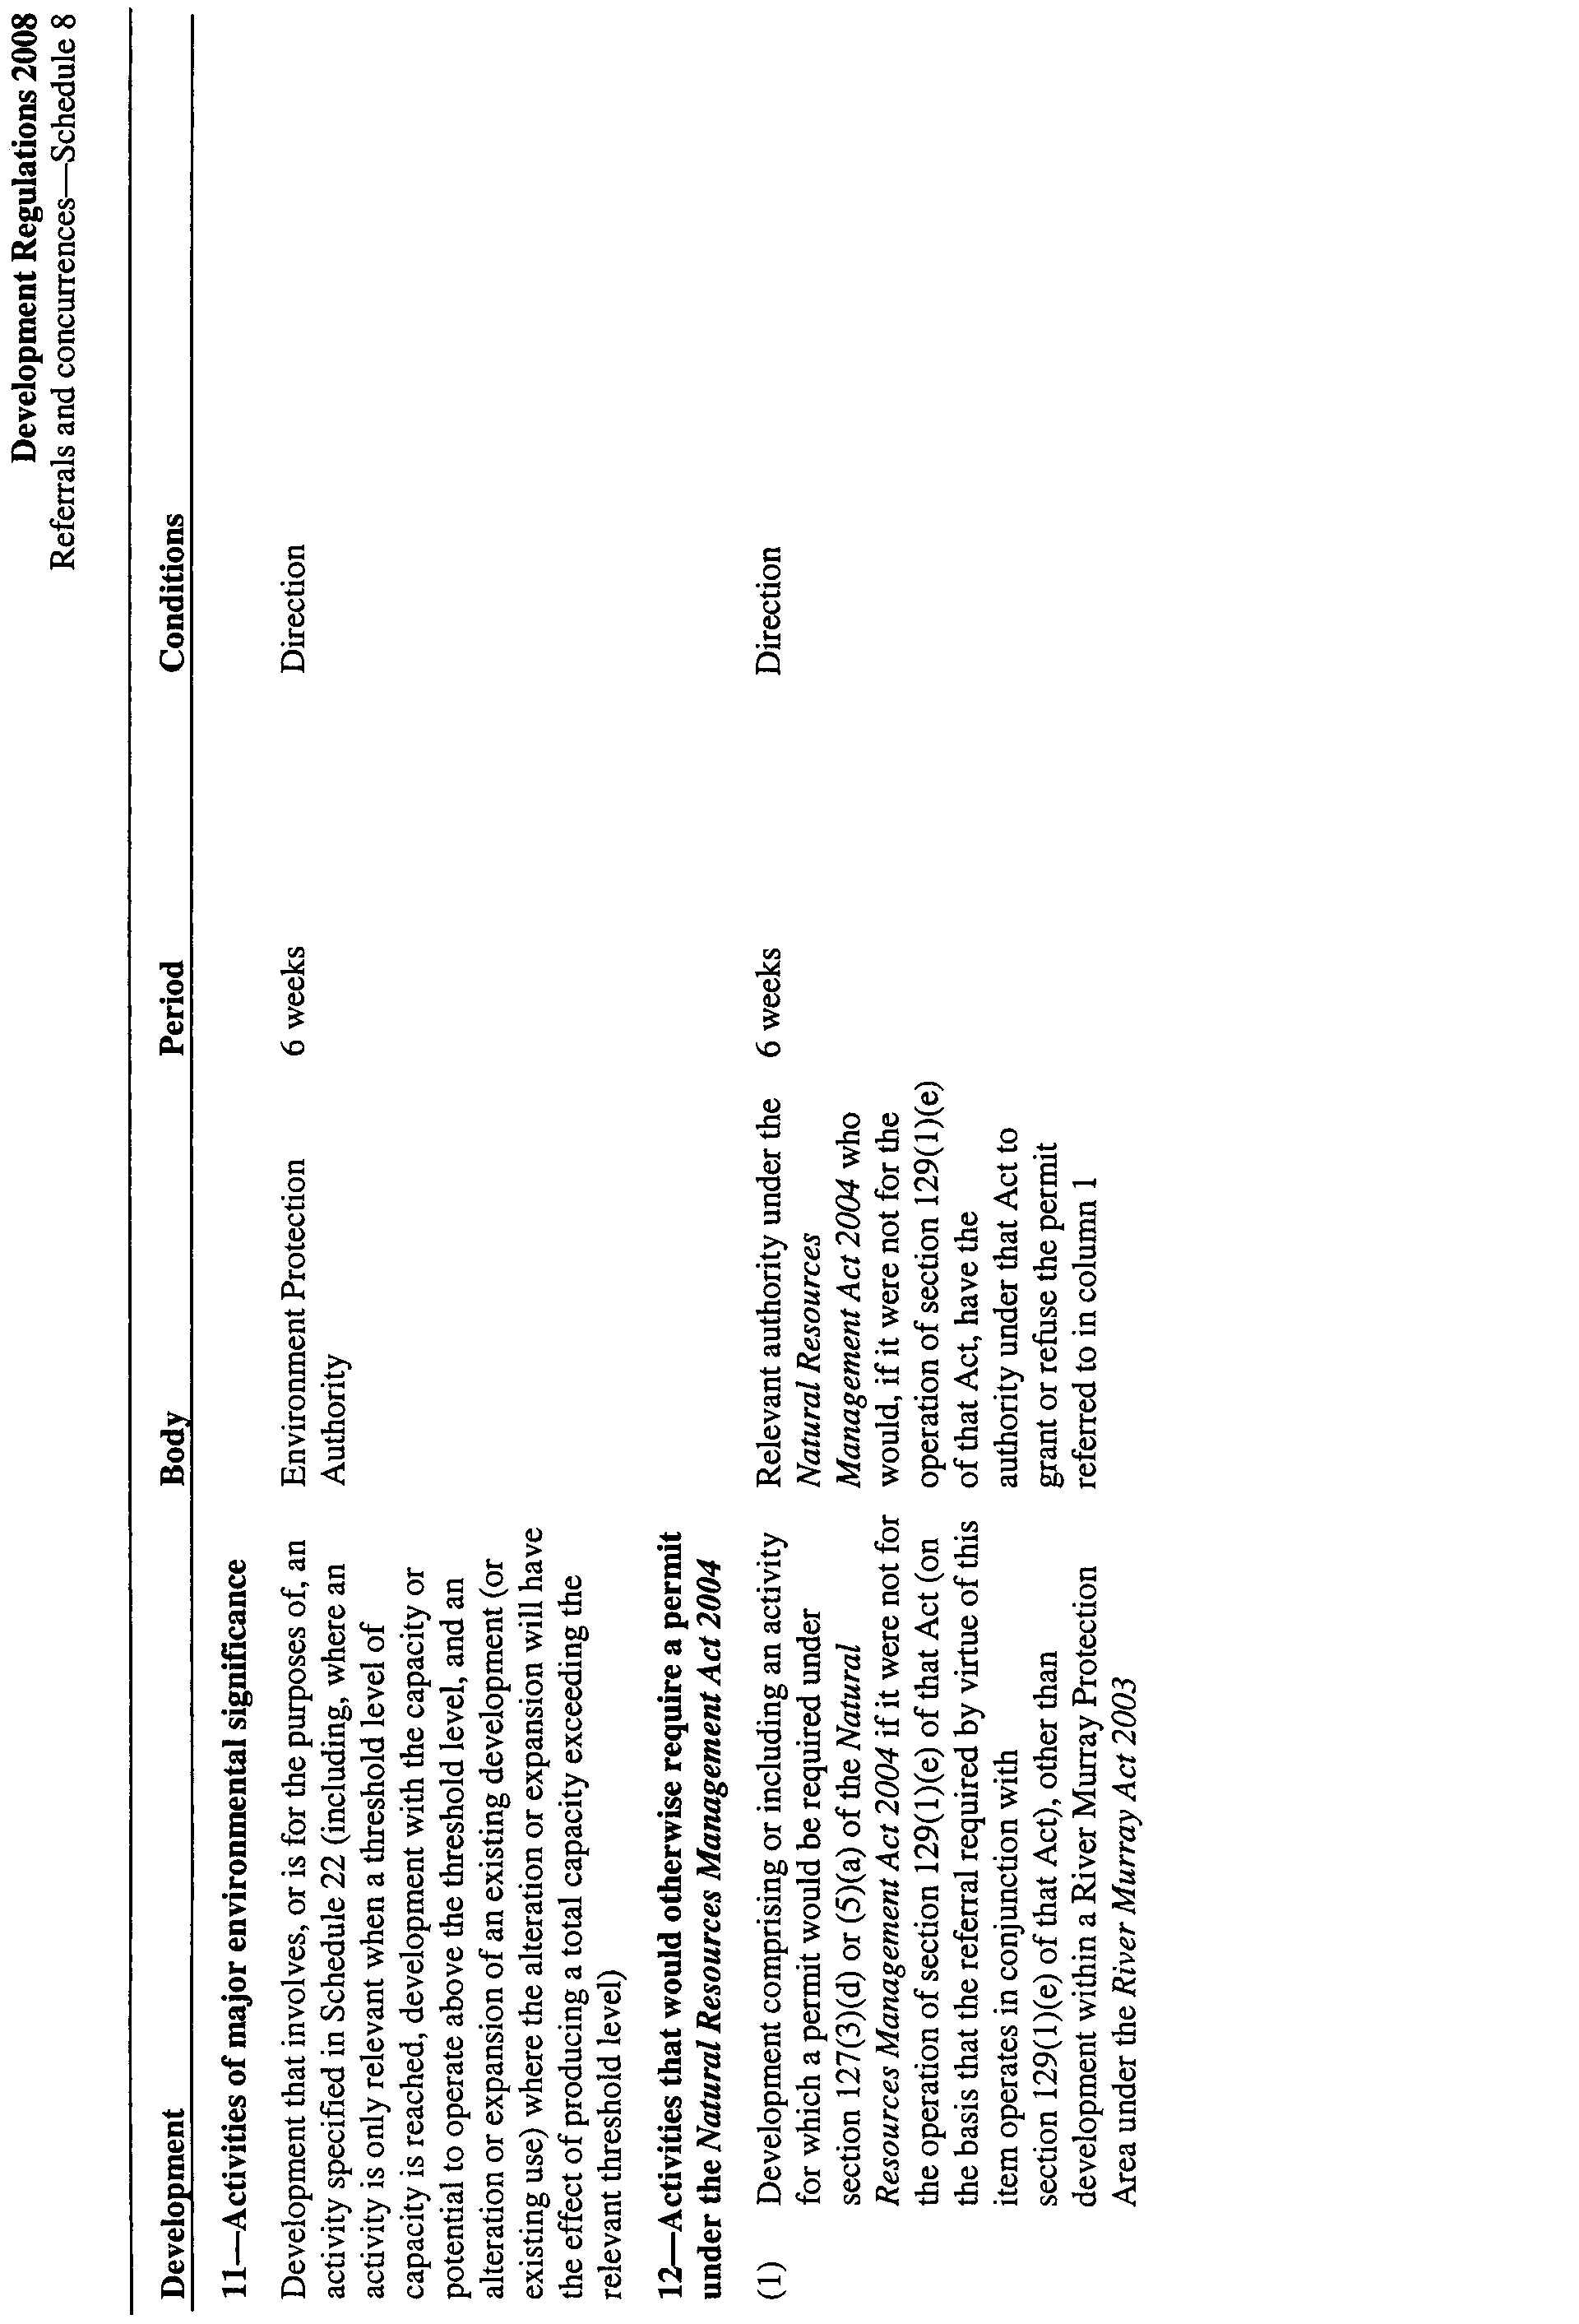 Development Regulations 2008
Referrals and concurrences—Schedule 8
Development
Body
Period
Conditions
11—Activities of major environmental significance
Development that involves, or is for the purposes of, an
activity specified in Schedule 22 (including, where an
activity is only relevant when a threshold level of
capacity is reached, development with the capacity or
potential to operate above the threshold level, and an
alteration or expansion of an existing development (or
existing use) where the alteration or expansion will have
the effect of producing a total capacity exceeding the
relevant threshold level)
Environment Protection
Authority
6 weeks
Direction
12—Activities that would otherwise require a permit
under the Natural Resources Management Act 2004
(1)
Development comprising or including an activity
for which a permit would be required under
section 127(3)(d) or (5)(a) of the Natural
Resources Management Act 2004 if it were not for
the operation of section 129(1)(e) of that Act (on
the basis that the referral required by virtue of this
item operates in conjunction with
section 129(1)(e) of that Act), other than
development within a River Murray Protection
Area under the River Murray Act 2003
Relevant authority under the
Natural Resources
Management Act 2004 who
would, if it were not for the
operation of section 129(1)(e)
of that Act, have the
authority under that Act to
grant or refuse the permit
referred to in column 1
6 weeks
Direction